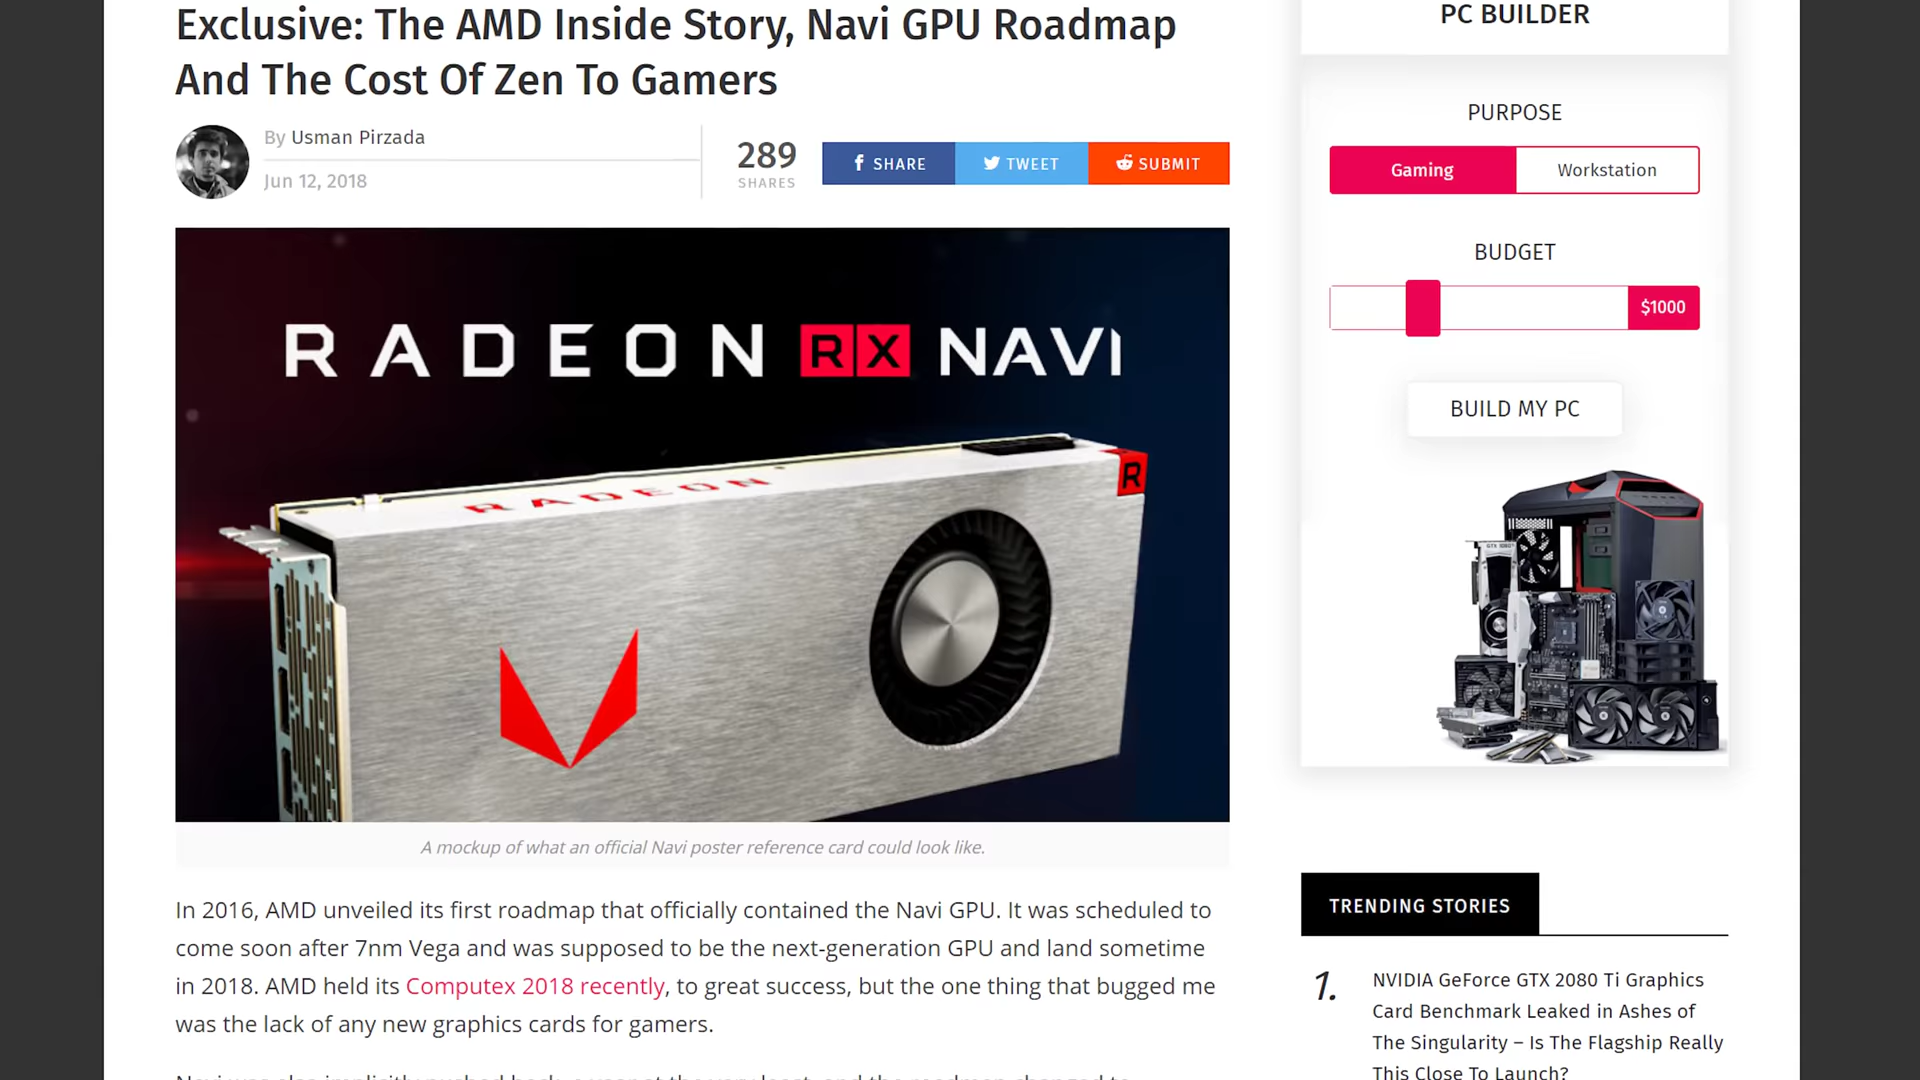 Exclusive: The AMD Inside Story, Navi GPU Roadmap
And The Cost Of Zen To Gamers
By Usman Pirzada
Jun 12, 2018
289
SHARES
SHARE
TWEET
SUBMIT
RADEON RX NAVI
RADEON
R
A mockup of what an official Navi poster reference card could look like.
In 2016, AMD unveiled its first roadmap that officially contained the Navi GPU. It was scheduled to
come soon after 7nm Vega and was supposed to be the next-generation GPU and land sometime
in 2018. AMD held its Computex 2018 recently, to great success, but the one thing that bugged me
was the lack of any new graphics cards for gamers.
PC BUILDER
PURPOSE
Gaming
Workstation
BUDGET
$1000
BUILD MY PC
TRENDING STORIES
1.
NVIDIA GeForce GTX 2080 Ti Graphics
Card Benchmark Leaked in Ashes of
The Singularity – Is The Flagship Really
This Close To Launch?